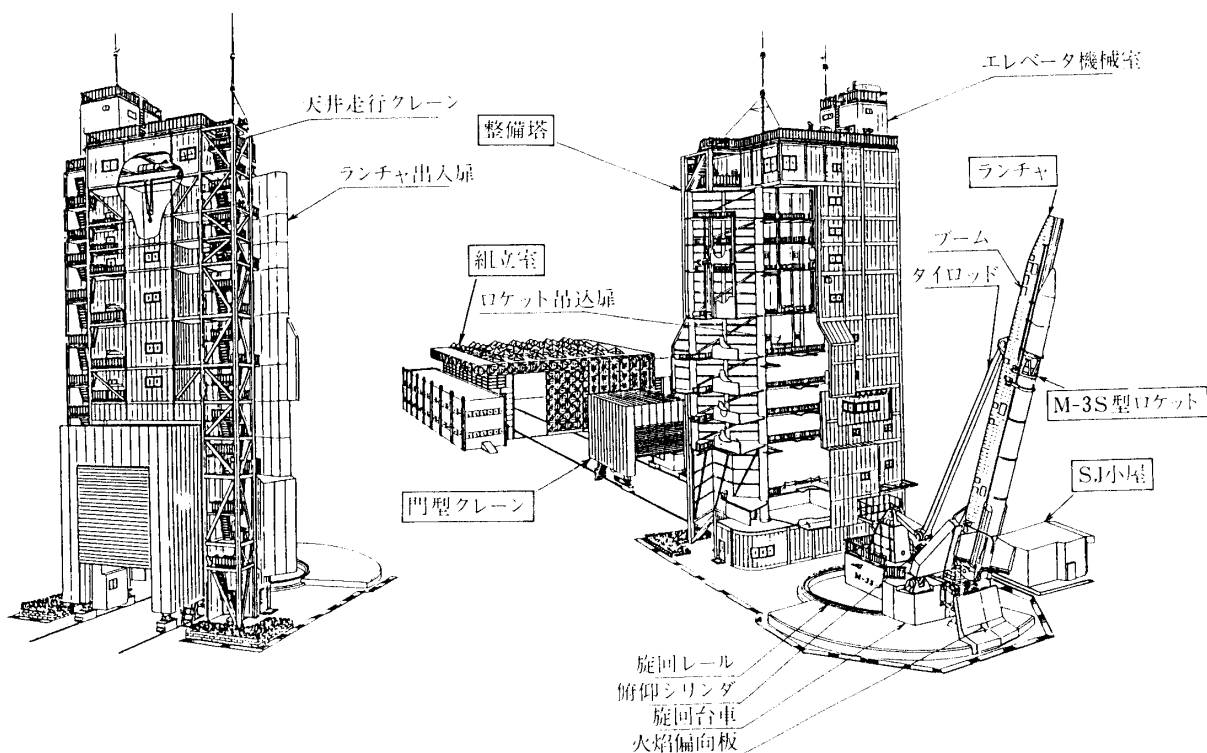 天井走行クレーン
ランチャ出入扉
エレベータ機械室
整備塔
ランチャ
ブーム
タイロッド
組立室
ロケット吊込扉
M-3S型ロケット
SJ小屋
門型クレーン
M-3S
旋回レール
俯仰シリンダ
旋回台車
火焔偏向板